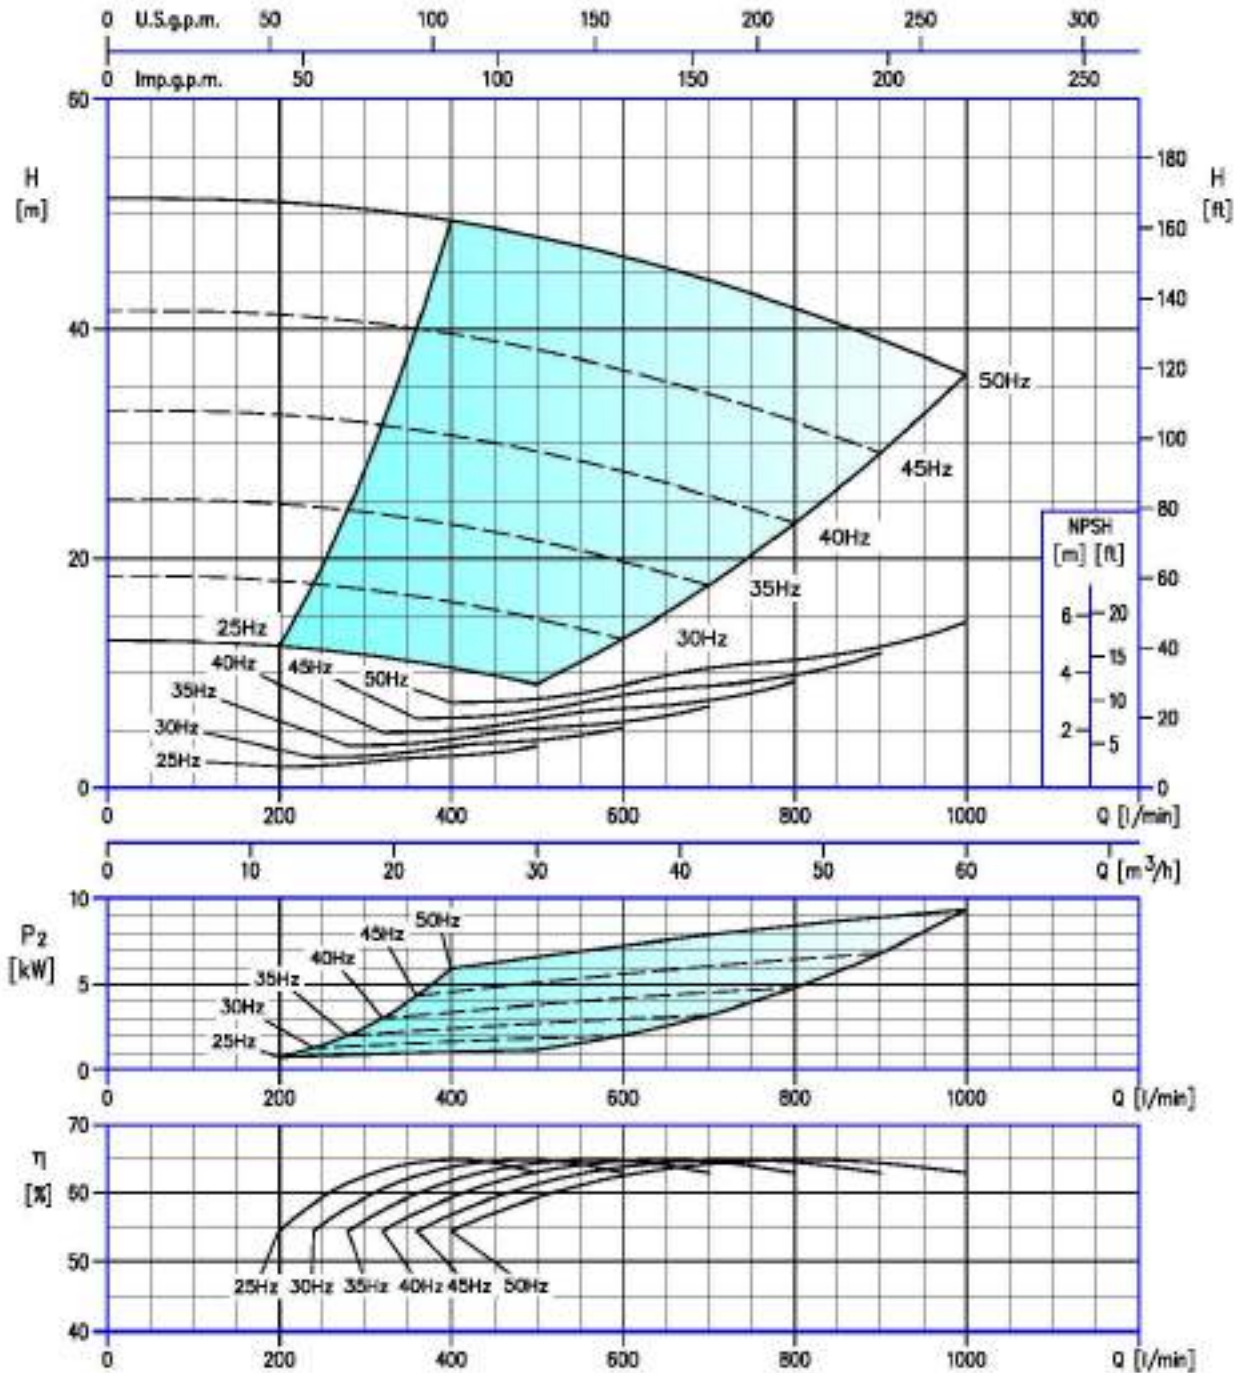 0 U.S.g.p.m. 50 100 150 200 250 300
0 Imp.g.p.m. 50 100 150 200 250
60
H
[m]
40
20
0
180
H
[ft]
160
140
120
100
80
60
40
20
0
50Hz
45Hz
40Hz
35Hz
30Hz
25Hz
NPSH
[m] [ft]
6 20
15
4
10
2
5
40Hz 45Hz 50Hz
35Hz
30Hz
25Hz
0 200 400 600 800 1000 Q [l/min]
0 10 20 30 40 50 60 Q [m³/h]
10
P2
[kW]
5
0
50Hz
45Hz
40Hz
35Hz
30Hz
25Hz
0 200 400 600 800 1000 Q [l/min]
70
η
[%]
60
50
40
25Hz 30Hz 35Hz 40Hz 45Hz 50Hz
0 200 400 600 800 1000 Q [l/min]